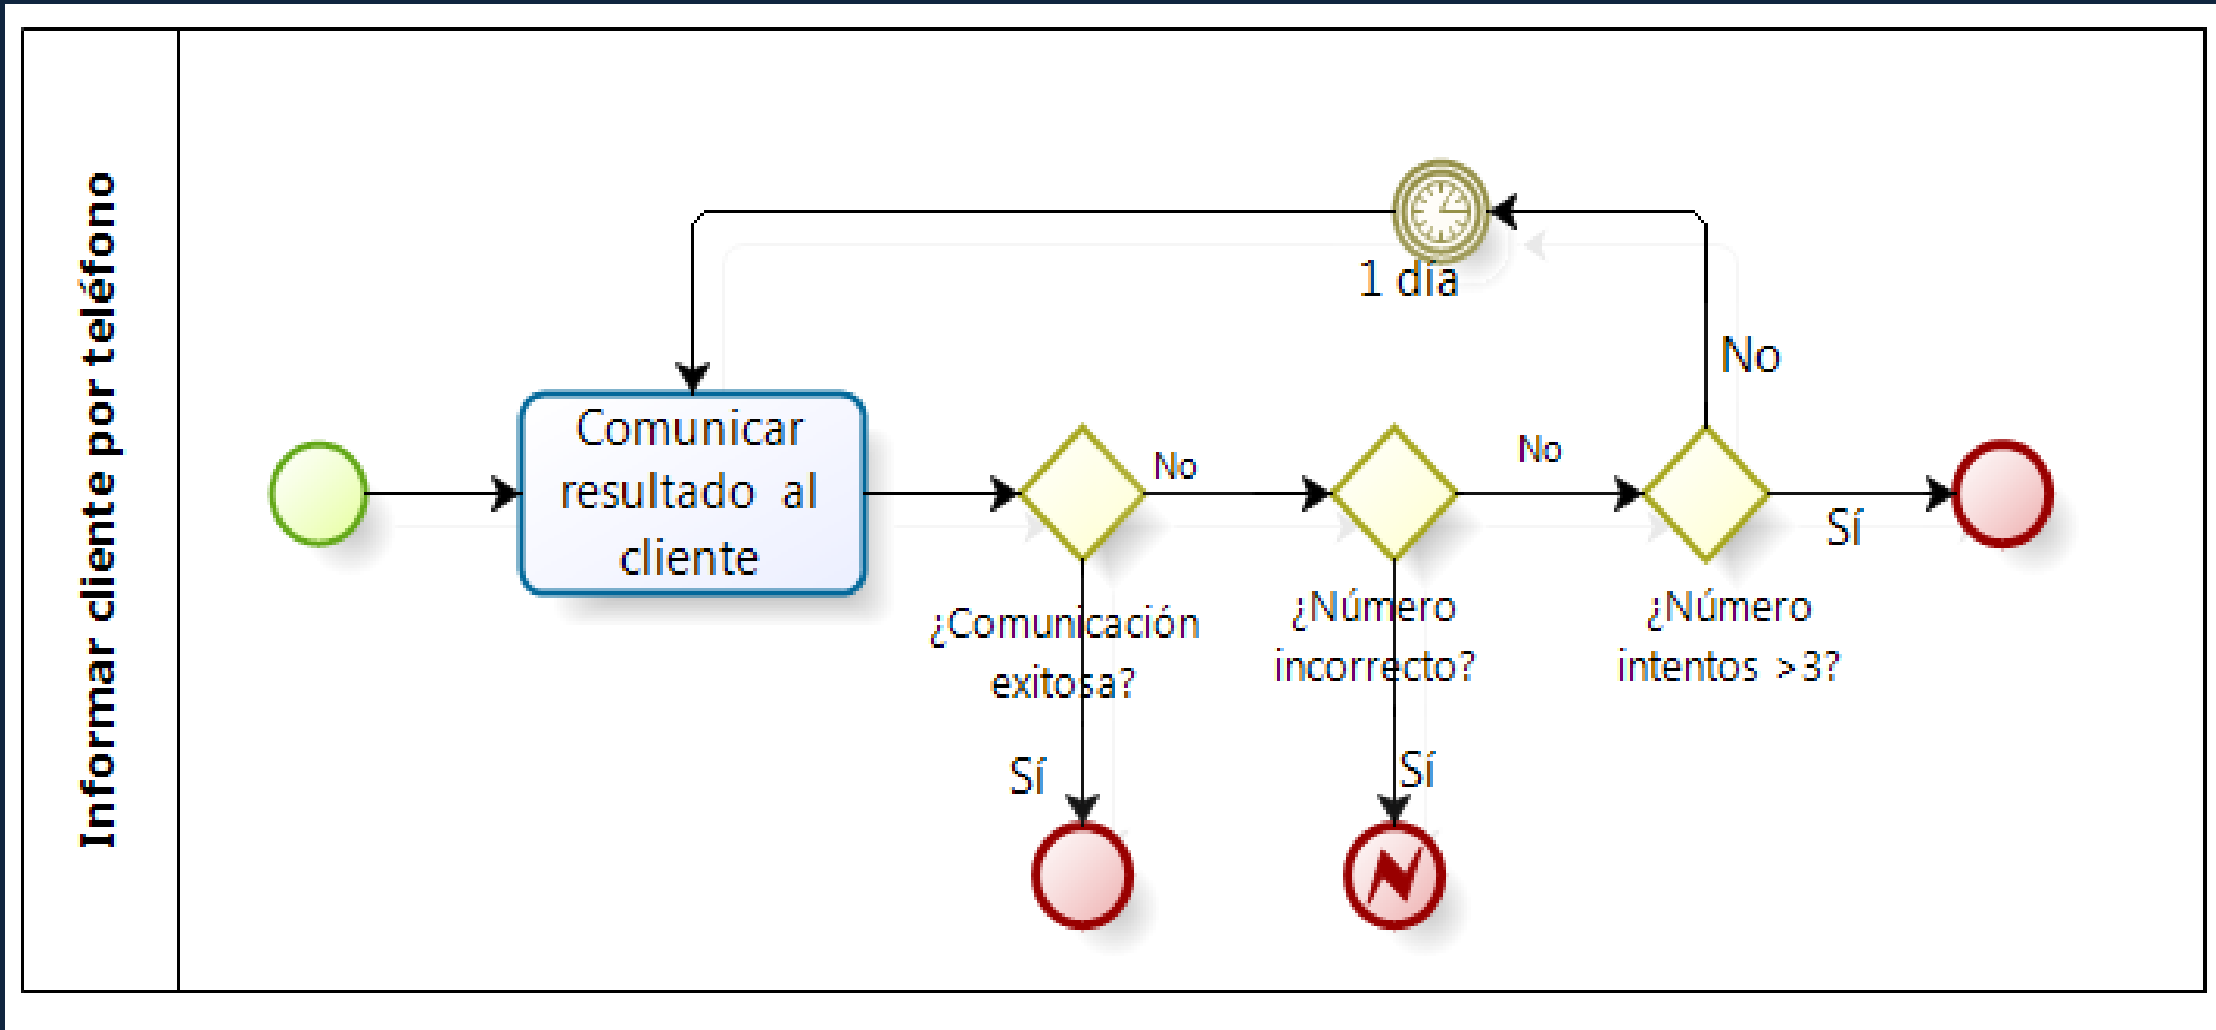 Informar cliente por teléfono
1 día
No
Comunicar
resultado al
cliente
No
No
Sí
¿Comunicación
exitosa?
¿Número
incorrecto?
¿Número
intentos >3?
Sí
Sí